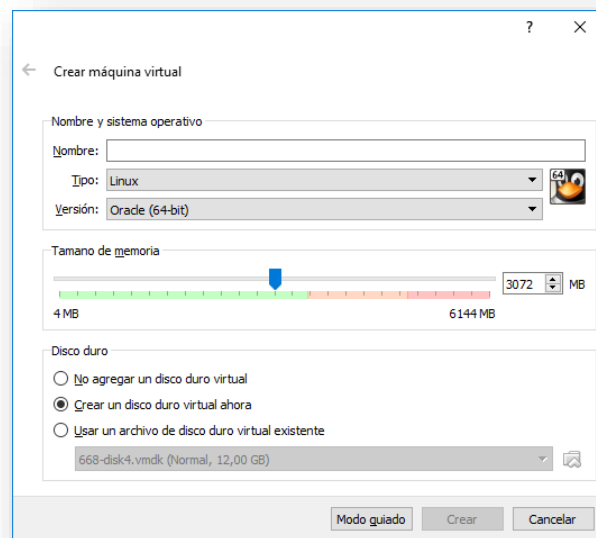 ?
Crear máquina virtual
Nombre y sistema operativo
Nombre:
Tipo: Linux
64
Versión: Oracle (64-bit)
Tamano de memoria
3072 MB
4 MB 6144 MB
Disco duro
No agregar un disco duro virtual
Crear un disco duro virtual ahora
Usar un archivo de disco duro virtual existente
668-disk4.vmdk (Normal, 12,00 GB)
Modo guiado Crear Cancelar